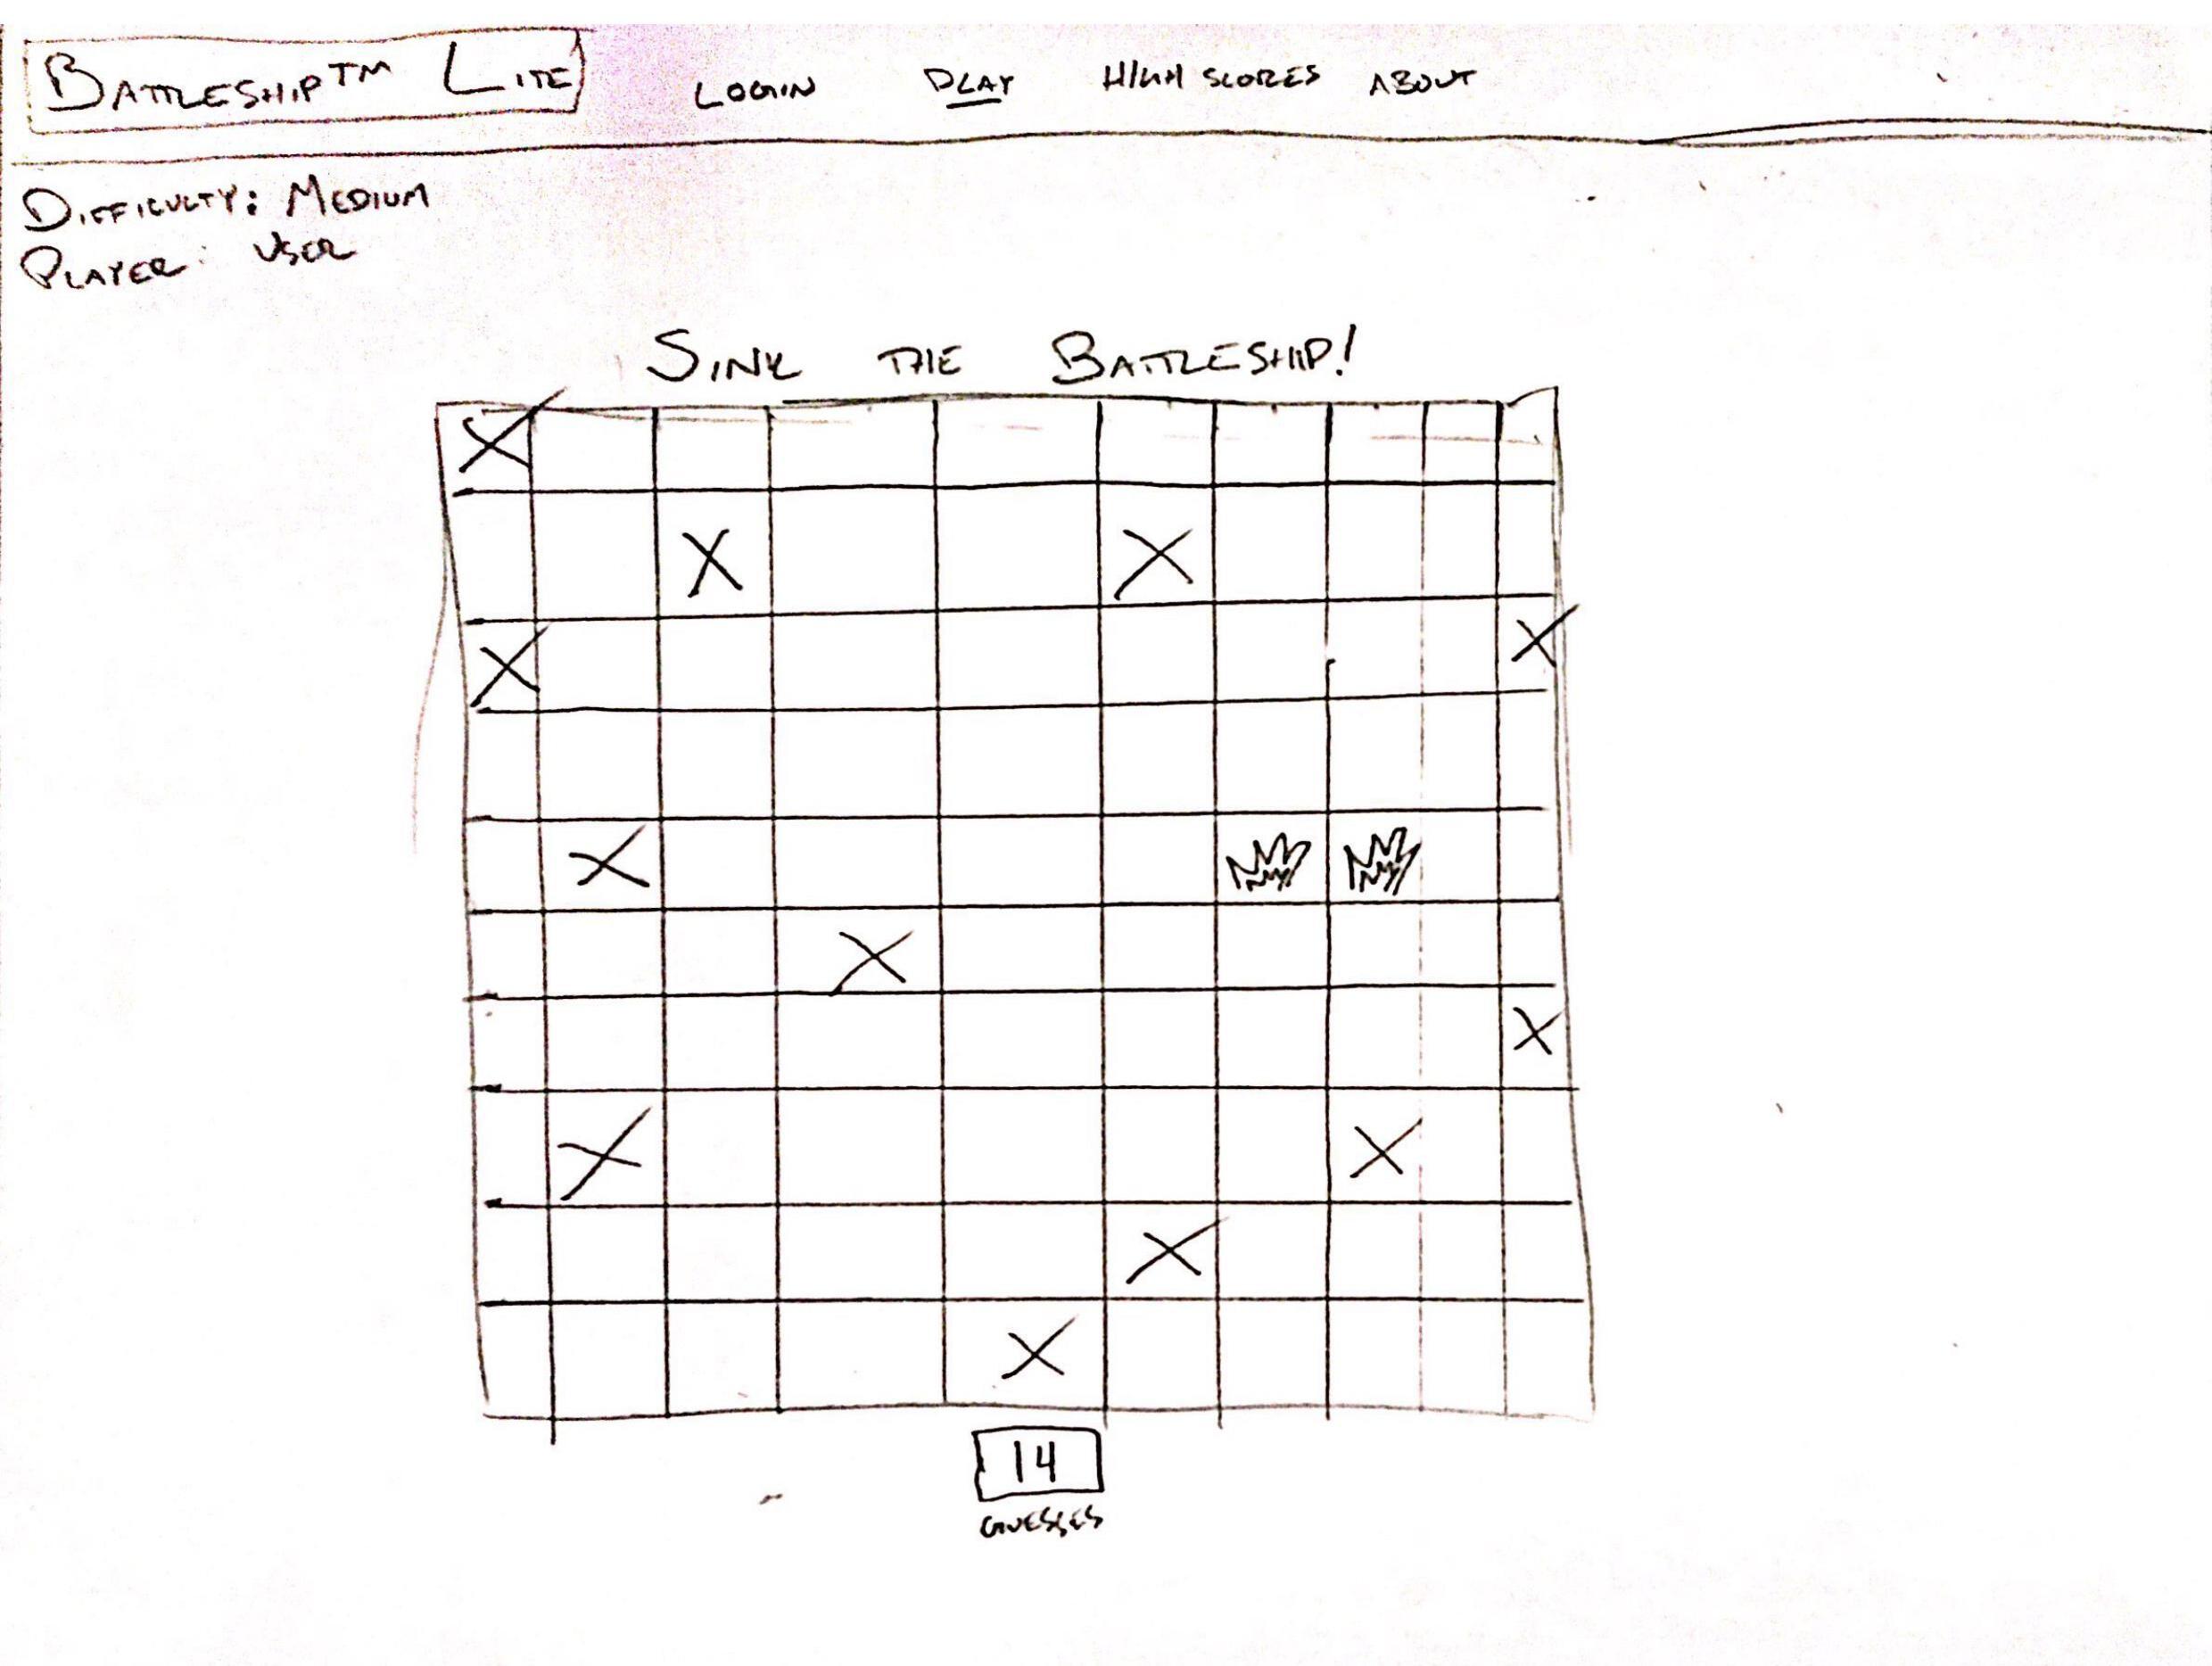 BATTLESHIP™ LITE LOGIN PLAY HIGH SCORES ABOUT
DIFFICULTY: MEDIUM
PLAYER: USER
SINK THE BATTLESHIP!
14
GUESSES